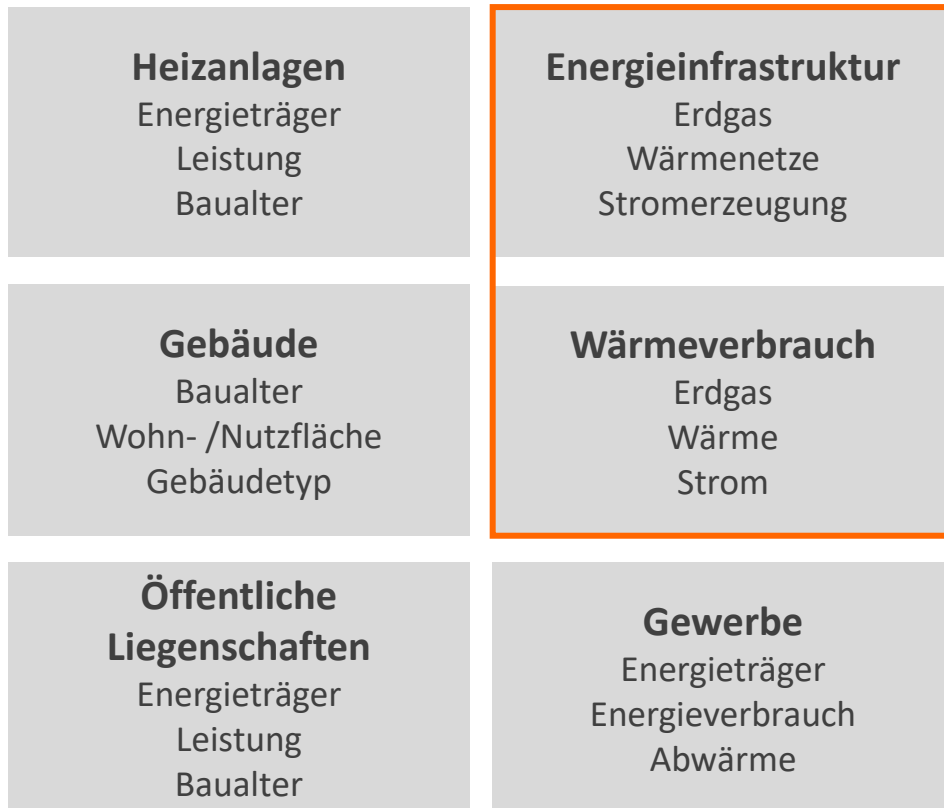 Heizanlagen
Energieträger
Leistung
Baualter
Energieinfrastruktur
Erdgas
Wärmenetze
Stromerzeugung
Gebäude
Baualter
Wohn- /Nutzfläche
Gebäudetyp
Wärmeverbrauch
Erdgas
Wärme
Strom
Öffentliche
Liegenschaften
Energieträger
Leistung
Baualter
Gewerbe
Energieträger
Energieverbrauch
Abwärme